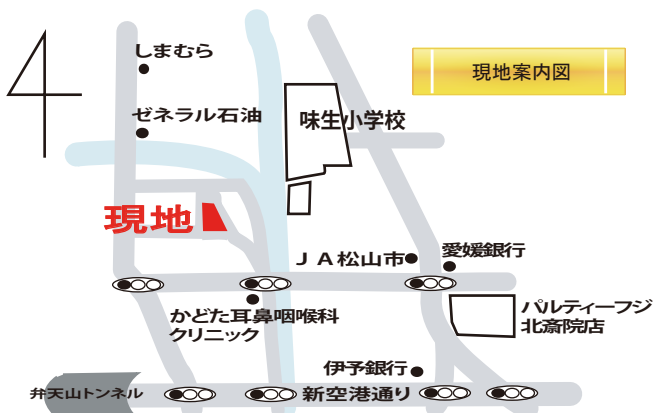 しまむら
現地案内図
ゼネラル石油
味生小学校
現地
JA松山市
愛媛銀行
かどた耳鼻咽喉科
クリニック
パルティーフジ
北斎院店
伊予銀行
弁天山トンネル
新空港通り